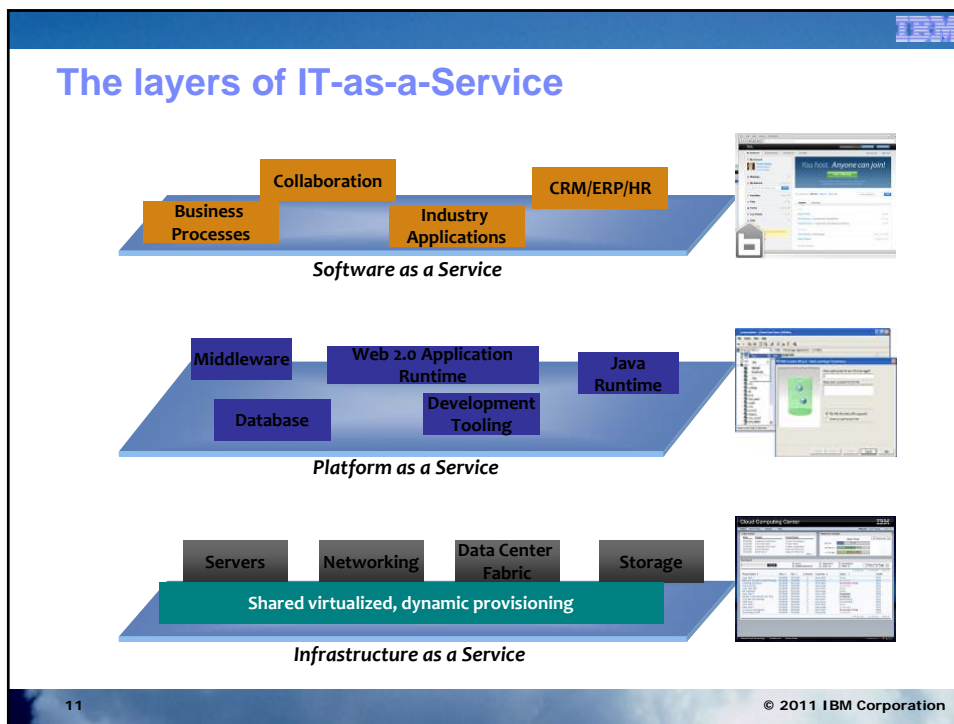 IBM
The layers of IT-as-a-Service
Collaboration
CRM/ERP/HR
Business
Processes
Industry
Applications
Software as a Service
You host. Anyone can join!
Middleware
Web 2.0 Application
Runtime
Java
Runtime
Database
Development
Tooling
Platform as a Service
Servers
Networking
Data Center
Fabric
Storage
Shared virtualized, dynamic provisioning
Infrastructure as a Service
Cloud Computing Center
IBM
11
© 2011 IBM Corporation